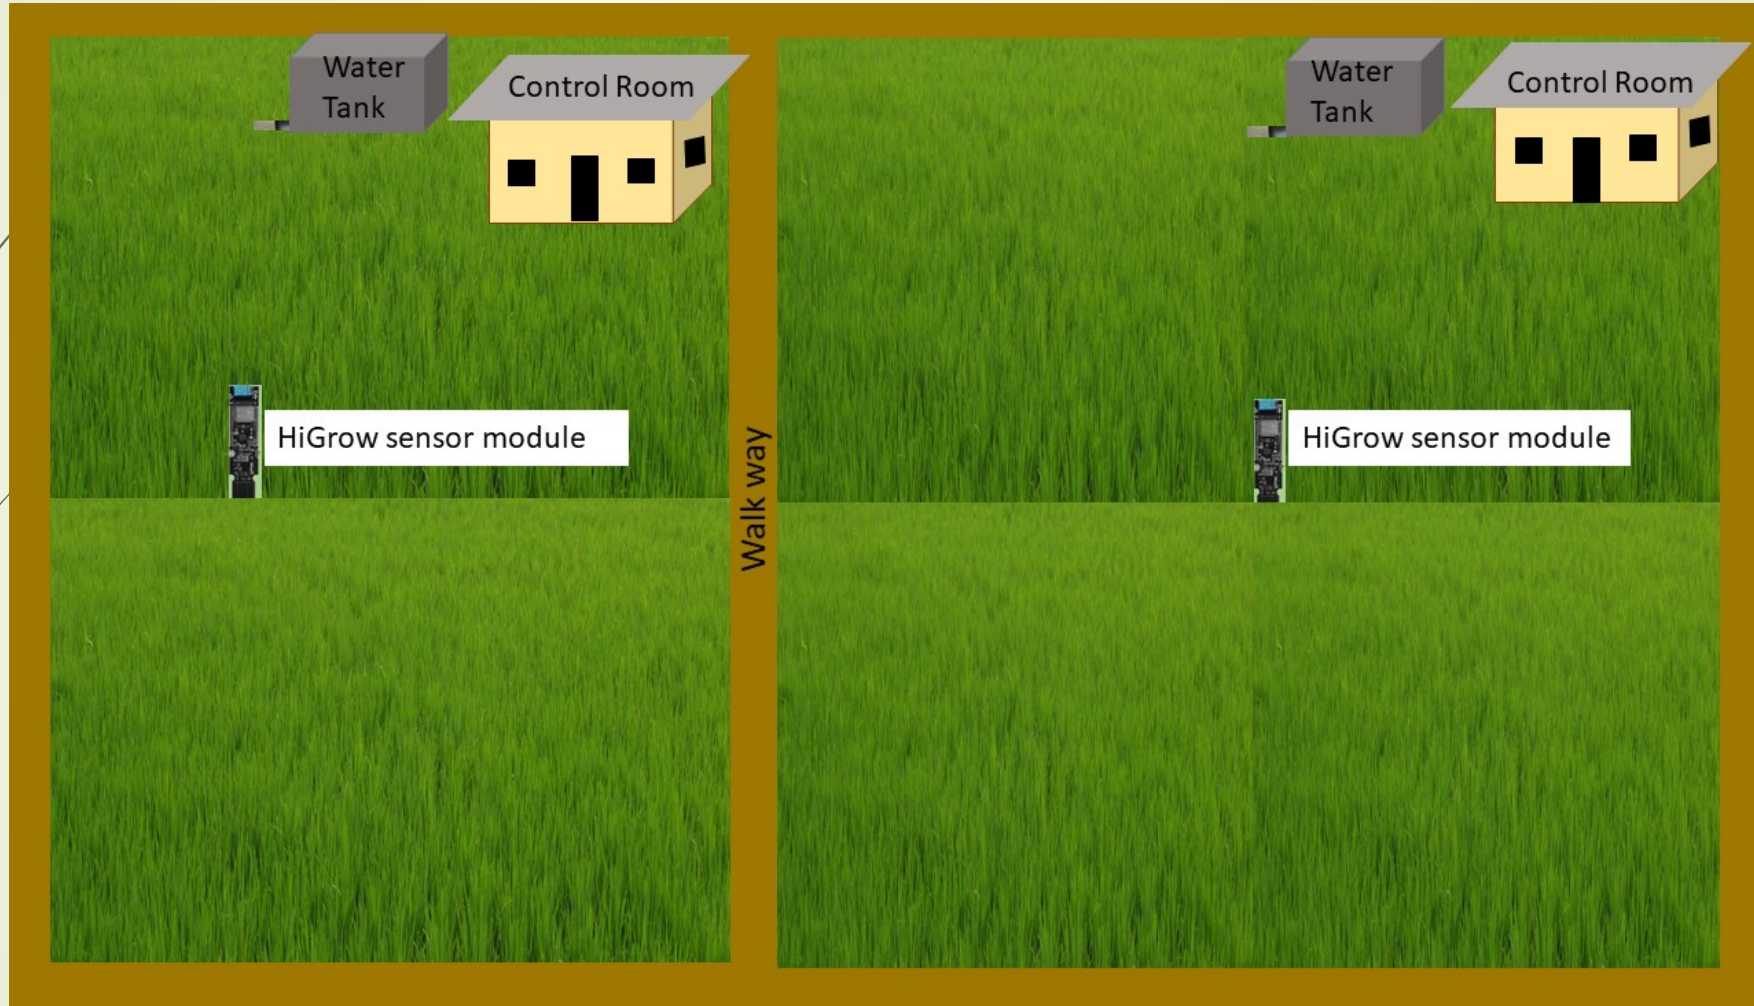 Water
Tank
Control Room
Water
Tank
Control Room
HiGrow sensor module
HiGrow sensor module
Walk way